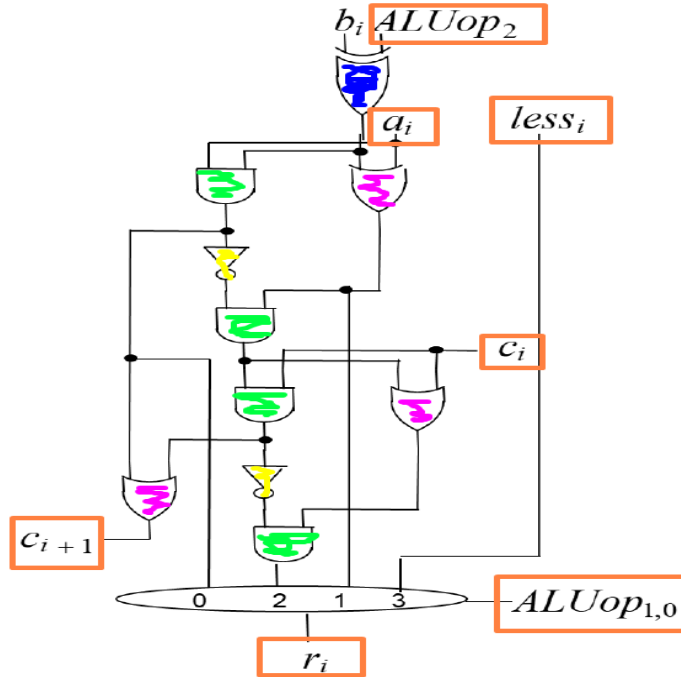 b_i ALUop_2
a_i less_i
c_i
c_{i+1}
0 2 1 3 ALUop_{1,0}
r_i